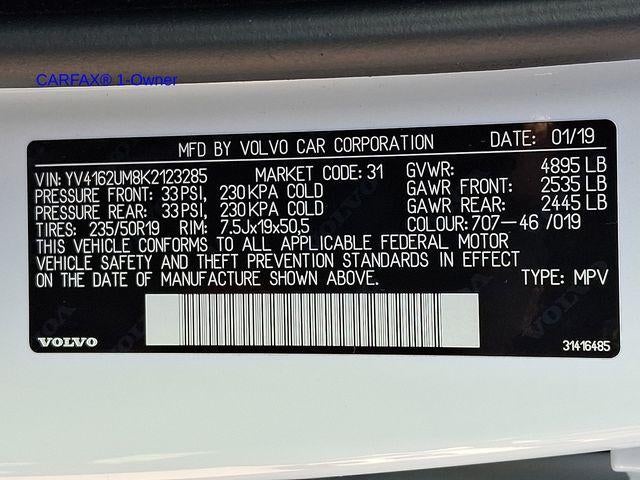 CARFAX® 1-Owner
MFD BY VOLVO CAR CORPORATION DATE: 01/19
VIN: YV4162UM8K2123285 MARKET CODE: 31 GVWR: 4895 LB
PRESSURE FRONT: 33 PSI, 230 KPA COLD GAWR FRONT: 2535 LB
PRESSURE REAR: 33 PSI, 230 KPA COLD GAWR REAR: 2445 LB
TIRES: 235/50R19 RIM: 7.5Jx19x50,5 COLOUR: 707-46 /019
THIS VEHICLE CONFORMS TO ALL APPLICABLE FEDERAL MOTOR
VEHICLE SAFETY AND THEFT PREVENTION STANDARDS IN EFFECT
ON THE DATE OF MANUFACTURE SHOWN ABOVE. TYPE: MPV
VOLVO 31416485